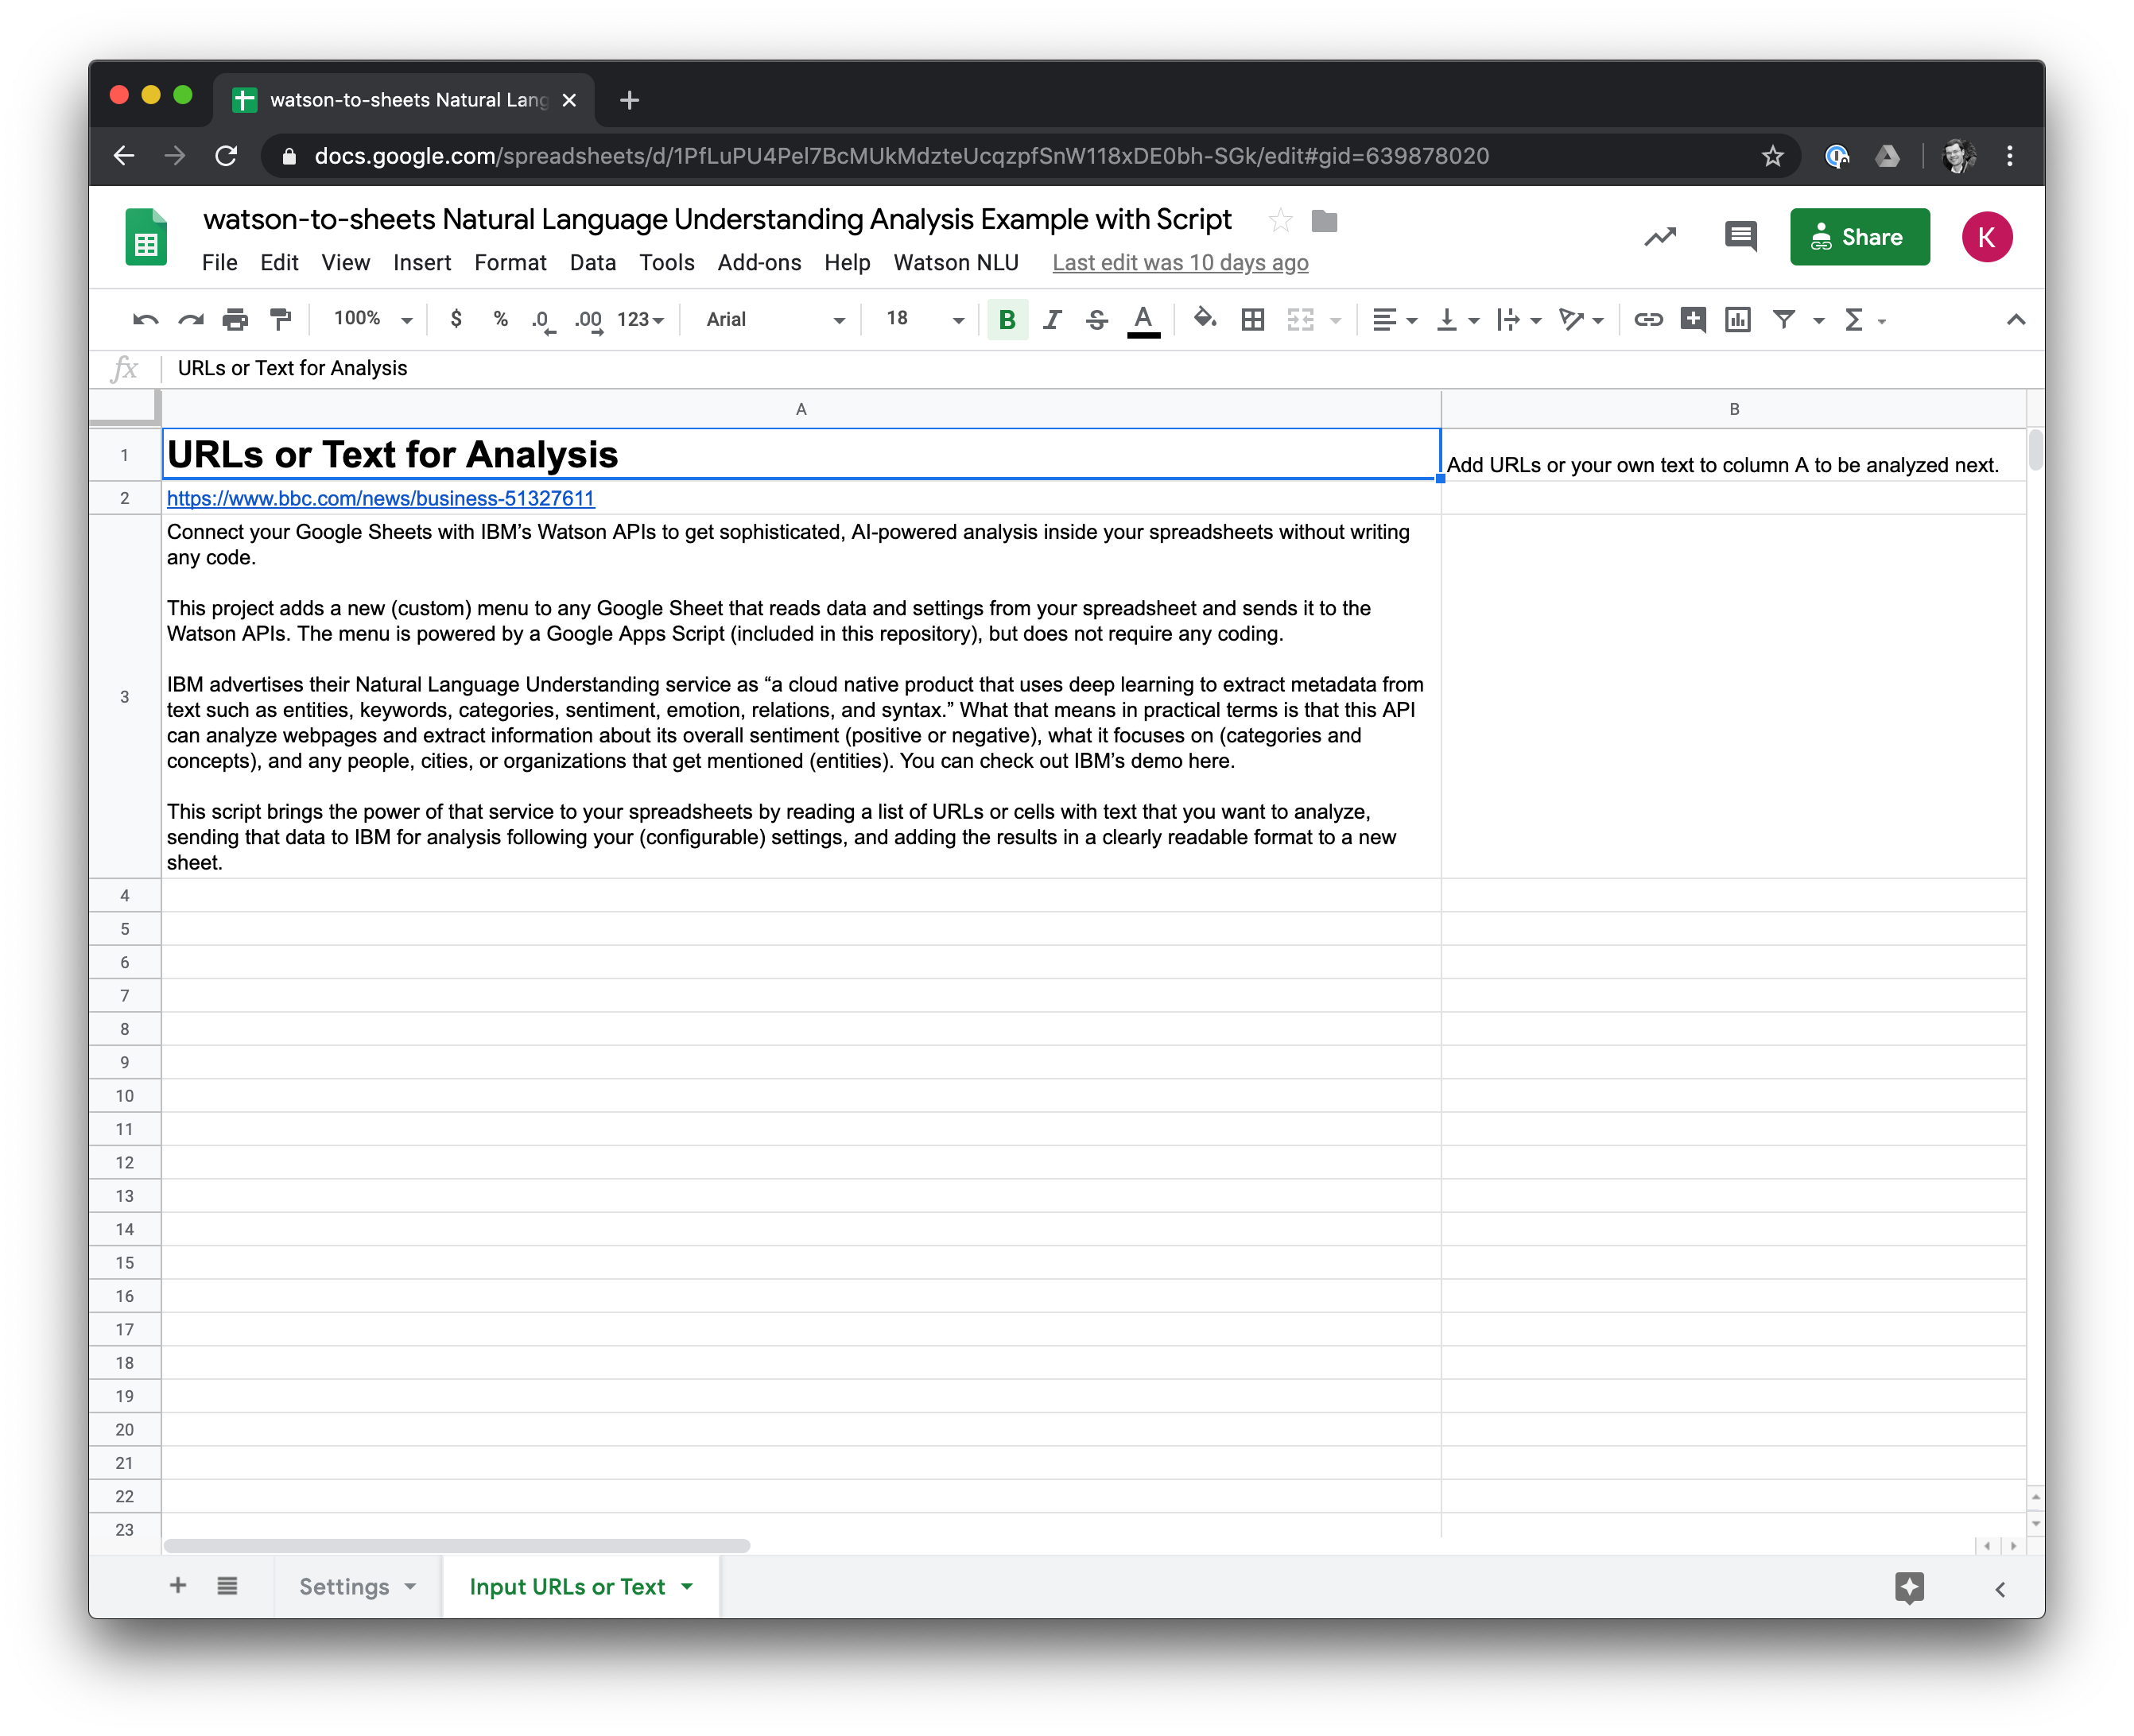 watson-to-sheets Natural Lang
docs.google.com/spreadsheets/d/1PfLuPU4Pel7BcMUkMdzteUcqzpfSnW118xDE0bh-SGk/edit#gid=639878020
watson-to-sheets Natural Language Understanding Analysis Example with Script
Share
K
File Edit View Insert Format Data Tools Add-ons Help Watson NLU Last edit was 10 days ago
100% $ % .0 .00 123 Arial 18 B I S A Σ
fx URLs or Text for Analysis
A B
1 URLs or Text for Analysis Add URLs or your own text to column A to be analyzed next.
2 https://www.bbc.com/news/business-51327611
Connect your Google Sheets with IBM’s Watson APIs to get sophisticated, AI-powered analysis inside your spreadsheets without writing
any code.
This project adds a new (custom) menu to any Google Sheet that reads data and settings from your spreadsheet and sends it to the
Watson APIs. The menu is powered by a Google Apps Script (included in this repository), but does not require any coding.
IBM advertises their Natural Language Understanding service as “a cloud native product that uses deep learning to extract metadata from
3
text such as entities, keywords, categories, sentiment, emotion, relations, and syntax.” What that means in practical terms is that this API
can analyze webpages and extract information about its overall sentiment (positive or negative), what it focuses on (categories and
concepts), and any people, cities, or organizations that get mentioned (entities). You can check out IBM’s demo here.
This script brings the power of that service to your spreadsheets by reading a list of URLs or cells with text that you want to analyze,
sending that data to IBM for analysis following your (configurable) settings, and adding the results in a clearly readable format to a new
sheet.
4
5
6
7
8
9
10
11
12
13
14
15
16
17
18
19
20
21
22
23
Settings Input URLs or Text